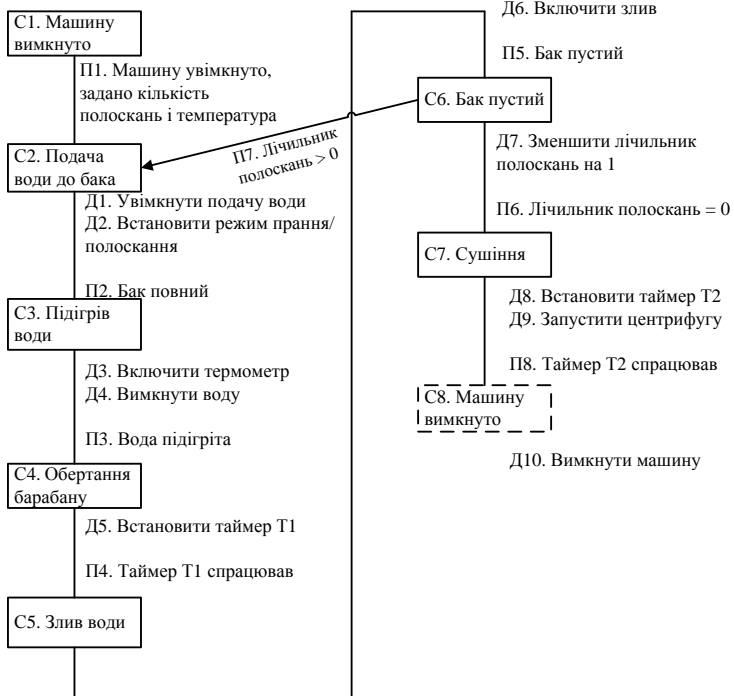 С1. Машину
вимкнуто
П1. Машину увімкнуто,
задано кількість
полоскань і температура
С2. Подача
води до бака
Д1. Увімкнути подачу води
Д2. Встановити режим прання/
полоскання
П2. Бак повний
С3. Підігрів
води
Д3. Включити термометр
Д4. Вимкнути воду
П3. Вода підігріта
С4. Обертання
барабану
Д5. Встановити таймер Т1
П4. Таймер Т1 спрацював
С5. Злив води
Д6. Включити злив
П5. Бак пустий
С6. Бак пустий
П7. Лічильник
полоскань > 0
Д7. Зменшити лічильник
полоскань на 1
П6. Лічильник полоскань = 0
С7. Сушіння
Д8. Встановити таймер Т2
Д9. Запустити центрифугу
П8. Таймер Т2 спрацював
С8. Машину
вимкнуто
Д10. Вимкнути машину